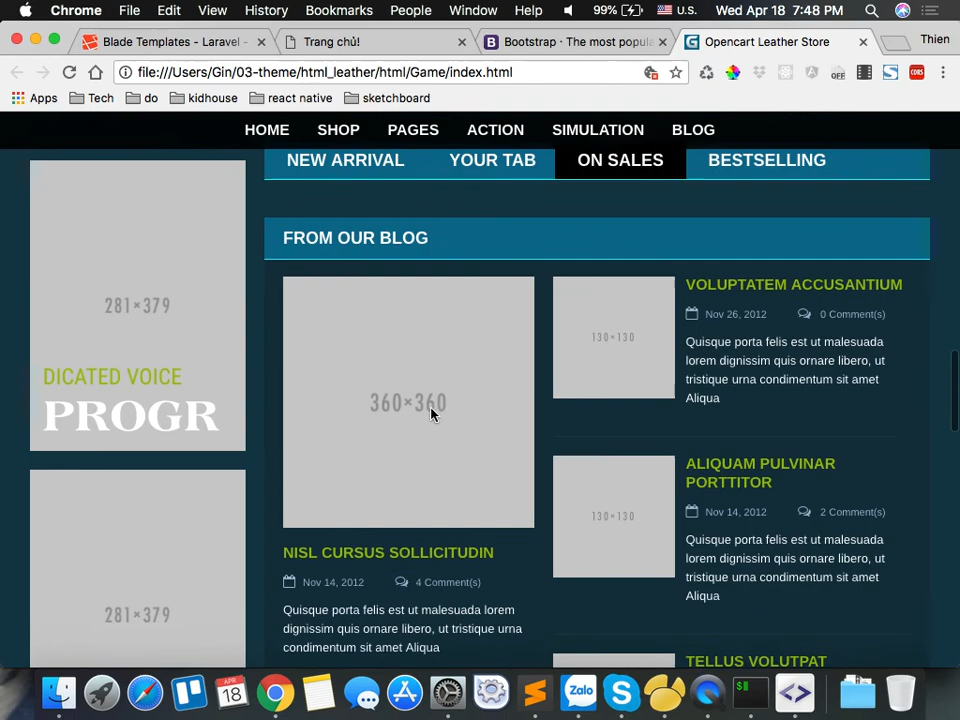 Chrome File Edit View History Bookmarks People Window Help 99% U.S. Wed Apr 18 7:48 PM
Blade Templates - Laravel - Trang chủ! Bootstrap · The most popula Opencart Leather Store Thien
file:///Users/Gin/03-theme/html_leather/html/Game/index.html
OFF CORS
Apps Tech do kidhouse react native sketchboard
HOME SHOP PAGES ACTION SIMULATION BLOG
NEW ARRIVAL YOUR TAB ON SALES BESTSELLING
FROM OUR BLOG
281×379
DICATED VOICE
PROGR
281×379
360×360
NISL CURSUS SOLLICITUDIN
Nov 14, 2012 4 Comment(s)
Quisque porta felis est ut malesuada lorem
dignissim quis ornare libero, ut tristique urna
condimentum sit amet Aliqua
130×130
VOLUPTATEM ACCUSANTIUM
Nov 26, 2012 0 Comment(s)
Quisque porta felis est ut malesuada
lorem dignissim quis ornare libero, ut
tristique urna condimentum sit amet
Aliqua
130×130
ALIQUAM PULVINAR
PORTTITOR
Nov 14, 2012 2 Comment(s)
Quisque porta felis est ut malesuada
lorem dignissim quis ornare libero, ut
tristique urna condimentum sit amet
Aliqua
TELLUS VOLUTPAT
APR
18
Zalo